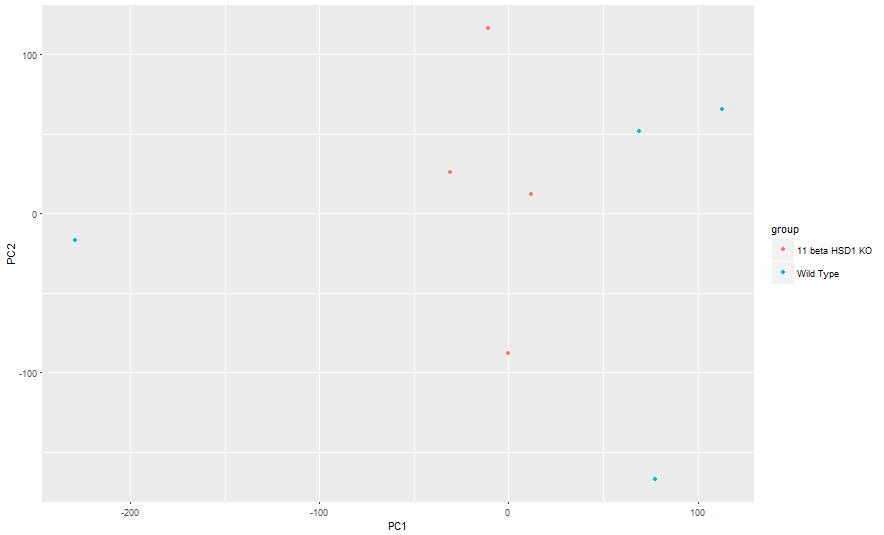 100
0
-100
PC2
-200
-100
0
100
PC1
group
11 beta HSD1 KO
Wild Type